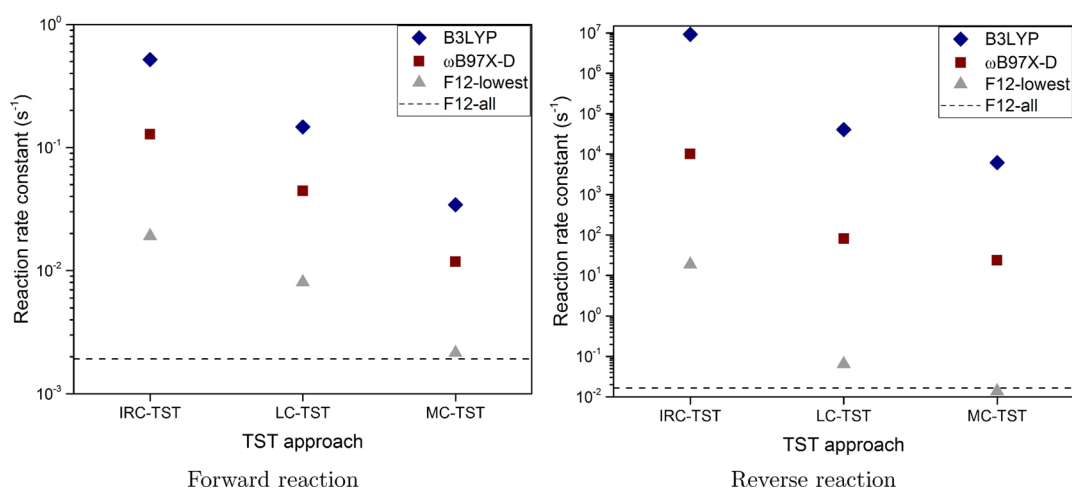 Reaction rate constant (s⁻¹)
10⁰
10⁻¹
10⁻²
10⁻³
B3LYP
ωB97X-D
F12-lowest
F12-all
IRC-TST LC-TST MC-TST
TST approach
Forward reaction
Reaction rate constant (s⁻¹)
10⁷
10⁶
10⁵
10⁴
10³
10²
10¹
10⁰
10⁻¹
10⁻²
B3LYP
ωB97X-D
F12-lowest
F12-all
IRC-TST LC-TST MC-TST
TST approach
Reverse reaction